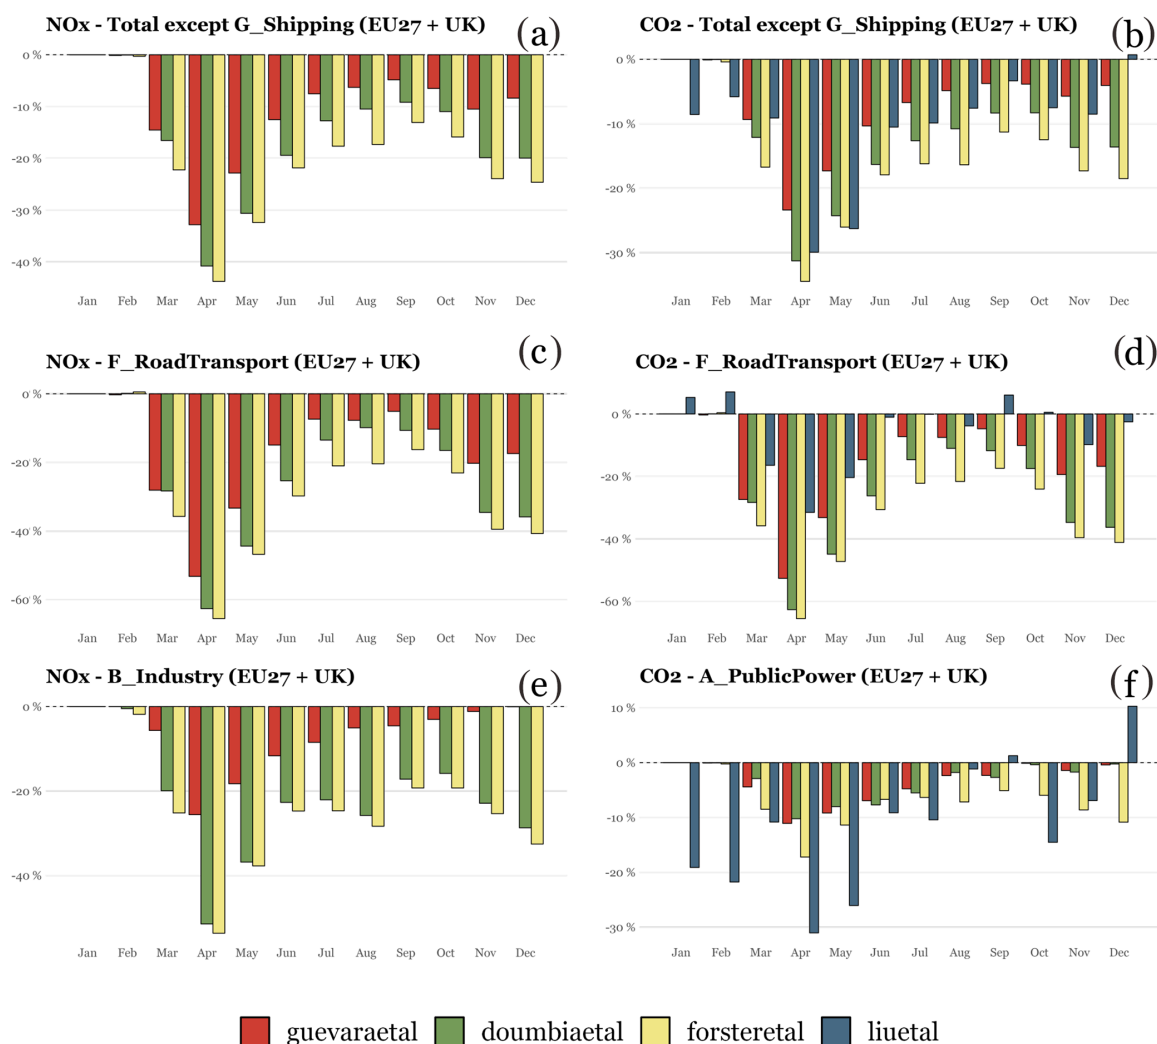 NOx - Total except G_Shipping (EU27 + UK) (a)
0 %
-10 %
-20 %
-30 %
-40 %
Jan Feb Mar Apr May Jun Jul Aug Sep Oct Nov Dec
CO2 - Total except G_Shipping (EU27 + UK) (b)
0 %
-10 %
-20 %
-30 %
Jan Feb Mar Apr May Jun Jul Aug Sep Oct Nov Dec
NOx - F_RoadTransport (EU27 + UK) (c)
0 %
-20 %
-40 %
-60 %
Jan Feb Mar Apr May Jun Jul Aug Sep Oct Nov Dec
CO2 - F_RoadTransport (EU27 + UK) (d)
0 %
-20 %
-40 %
-60 %
Jan Feb Mar Apr May Jun Jul Aug Sep Oct Nov Dec
NOx - B_Industry (EU27 + UK) (e)
0 %
-20 %
-40 %
Jan Feb Mar Apr May Jun Jul Aug Sep Oct Nov Dec
CO2 - A_PublicPower (EU27 + UK) (f)
10 %
0 %
-10 %
-20 %
-30 %
Jan Feb Mar Apr May Jun Jul Aug Sep Oct Nov Dec
guevaraetal doumbiaetal forsteretal liuetal